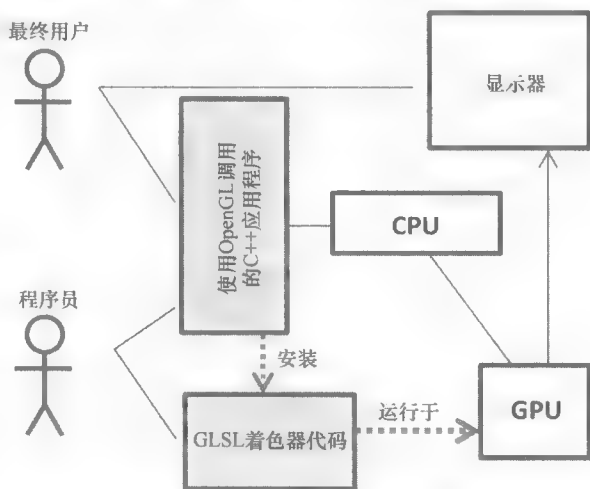 最终用户
显示器
使用OpenGL调用
的C++应用程序
CPU
程序员
安装
运行于
GPU
GLSL着色器代码